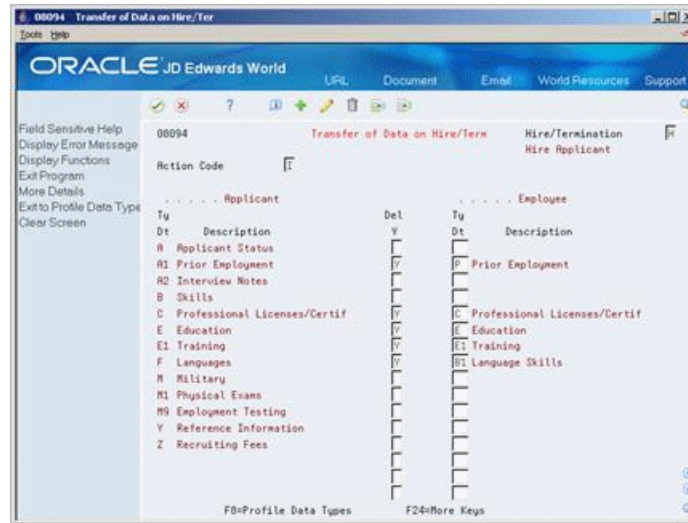 08094 Transfer of Data on Hire/Ter
Tools Help
ORACLE JD Edwards World
URL Document Email World Resources Support
Field Sensitive Help
Display Error Message
Display Functions
Exit Program
More Details
Exit to Profile Data Type
Clear Screen
08094 Transfer of Data on Hire/Term Hire/Termination H
Hire Applicant
Action Code I
. . . . . Applicant . . . . . Employee
Ty Del Ty
Dt Description Y Dt Description
A Applicant Status
A1 Prior Employment Y P Prior Employment
A2 Interview Notes
B Skills
C Professional Licenses/Certif Y C Professional Licenses/Certif
E Education Y E Education
E1 Training Y E1 Training
F Languages Y B1 Language Skills
M Military
M1 Physical Exams
M9 Employment Testing
Y Reference Information
Z Recruiting Fees
F8=Profile Data Types F24=More Keys